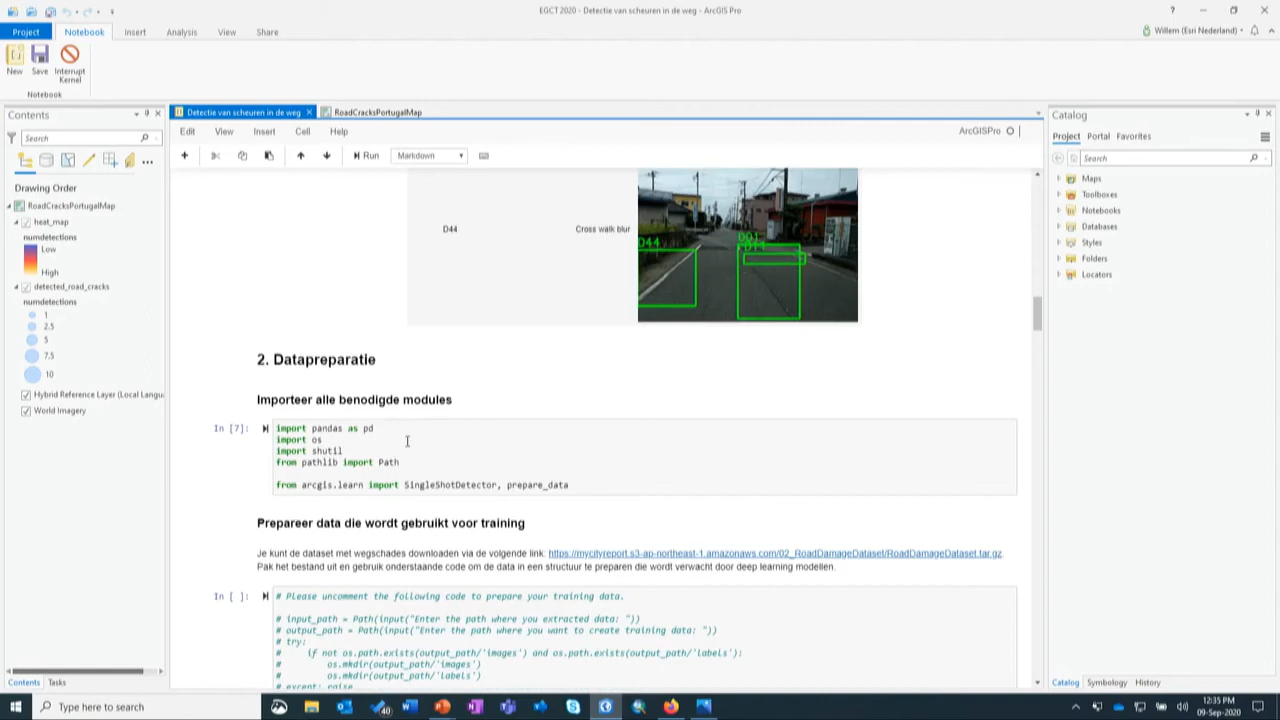 EGCT 2020 - Detectie van scheuren in de weg - ArcGIS Pro
Project
Notebook
Insert
Analysis
View
Share
Willem (Esri Nederland)
New
Save
Interrupt
Kernel
Notebook
Contents
Search
Drawing Order
RoadCracksPortugalMap
heat_map
numdetections
Low
High
detected_road_cracks
numdetections
1
2.5
5
7.5
10
Hybrid Reference Layer (Local Langu
World Imagery
Contents
Tasks
Detectie van scheuren in de weg
RoadCracksPortugalMap
Edit
View
Insert
Cell
Help
ArcGISPro
Run
Markdown
D44
Cross walk blur
D44
D01
2. Datapreparatie
Importeer alle benodigde modules
In [7]:
import pandas as pd
import os
import shutil
from pathlib import Path
from arcgis.learn import SingleShotDetector, prepare_data
Prepareer data die wordt gebruikt voor training
Je kunt de dataset met wegschades downloaden via de volgende link: https://mycityreport.s3-ap-northeast-1.amazonaws.com/02_RoadDamageDataset/RoadDamageDataset.tar.gz.
Pak het bestand uit en gebruik onderstaande code om de data in een structuur te preparen die wordt verwacht door deep learning modellen.
In [ ]:
# Please uncomment the following code to prepare your training data.
# input_path = Path(input("Enter the path where you extracted data: "))
# output_path = Path(input("Enter the path where you want to create training data: "))
# try:
#     if not os.path.exists(output_path/'images') and os.path.exists(output_path/'labels'):
#         os.mkdir(output_path/'images')
#         os.mkdir(output_path/'labels')
# except: raise
Catalog
Project
Portal
Favorites
Search
Maps
Toolboxes
Notebooks
Databases
Styles
Folders
Locators
Catalog
Symbology
History
Type here to search
40
12:35 PM
09-Sep-2020